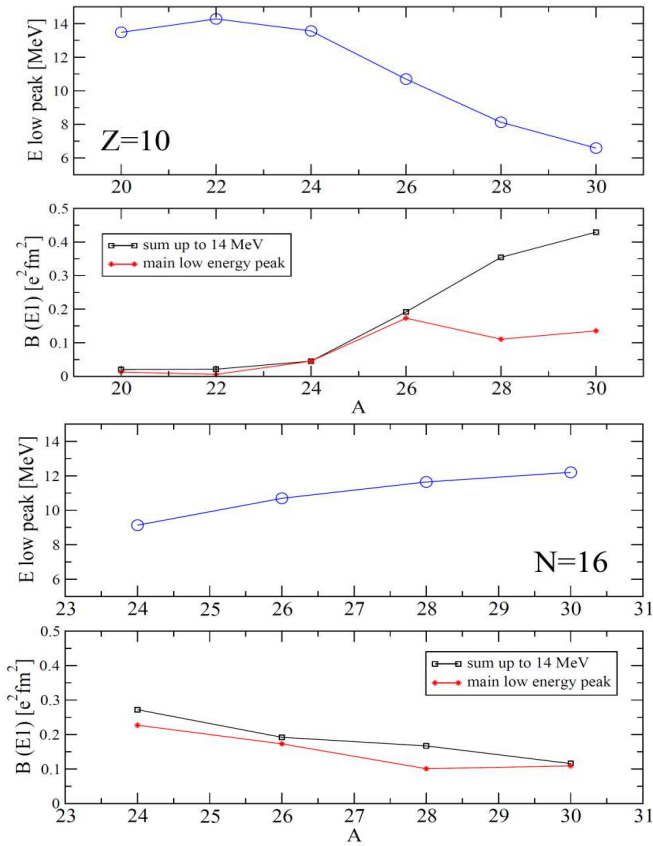 E low peak [MeV]
14
12
10
8
6
Z=10
20 22 24 26 28 30
B (E1) [e²fm²]
0.5
0.4
0.3
0.2
0.1
0
sum up to 14 MeV
main low energy peak
20 22 24 26 28 30
A
E low peak [MeV]
14
12
10
8
6
N=16
23 24 25 26 27 28 29 30 31
B (E1) [e²fm²]
0.5
0.4
0.3
0.2
0.1
0
sum up to 14 MeV
main low energy peak
23 24 25 26 27 28 29 30 31
A